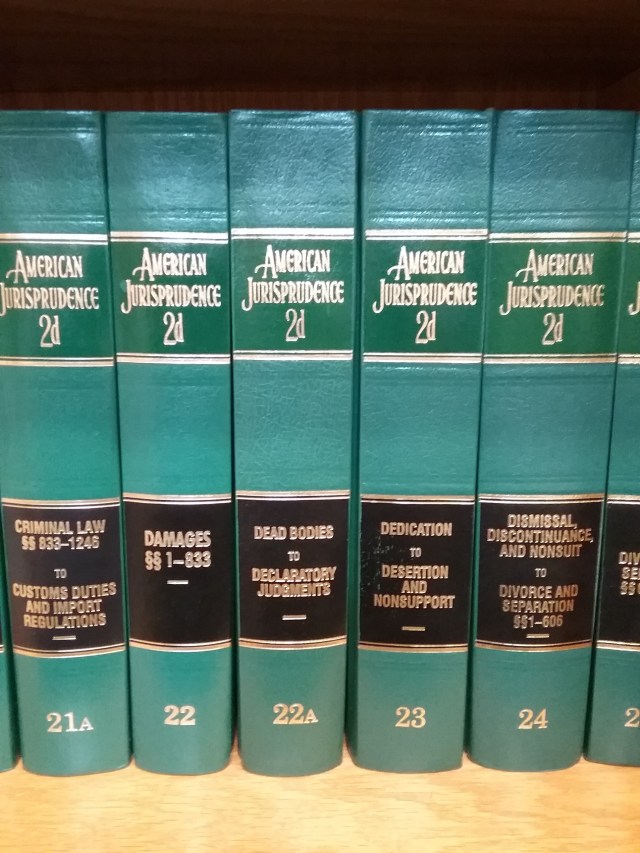 AMERICAN
JURISPRUDENCE
2d
CRIMINAL LAW
§§ 833–1246
TO
CUSTOMS DUTIES
AND IMPORT
REGULATIONS
21A
AMERICAN
JURISPRUDENCE
2d
DAMAGES
§§ 1–833
22
AMERICAN
JURISPRUDENCE
2d
DEAD BODIES
TO
DECLARATORY
JUDGMENTS
22A
AMERICAN
JURISPRUDENCE
2d
DEDICATION
TO
DESERTION
AND
NONSUPPORT
23
AMERICAN
JURISPRUDENCE
2d
DISMISSAL,
DISCONTINUANCE,
AND NONSUIT
TO
DIVORCE AND
SEPARATION
§§1–606
24